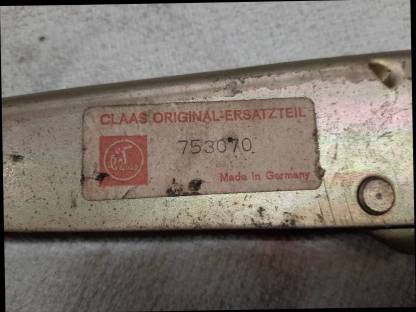 CLAAS ORIGINAL-ERSATZTEIL
753070
Made in Germany